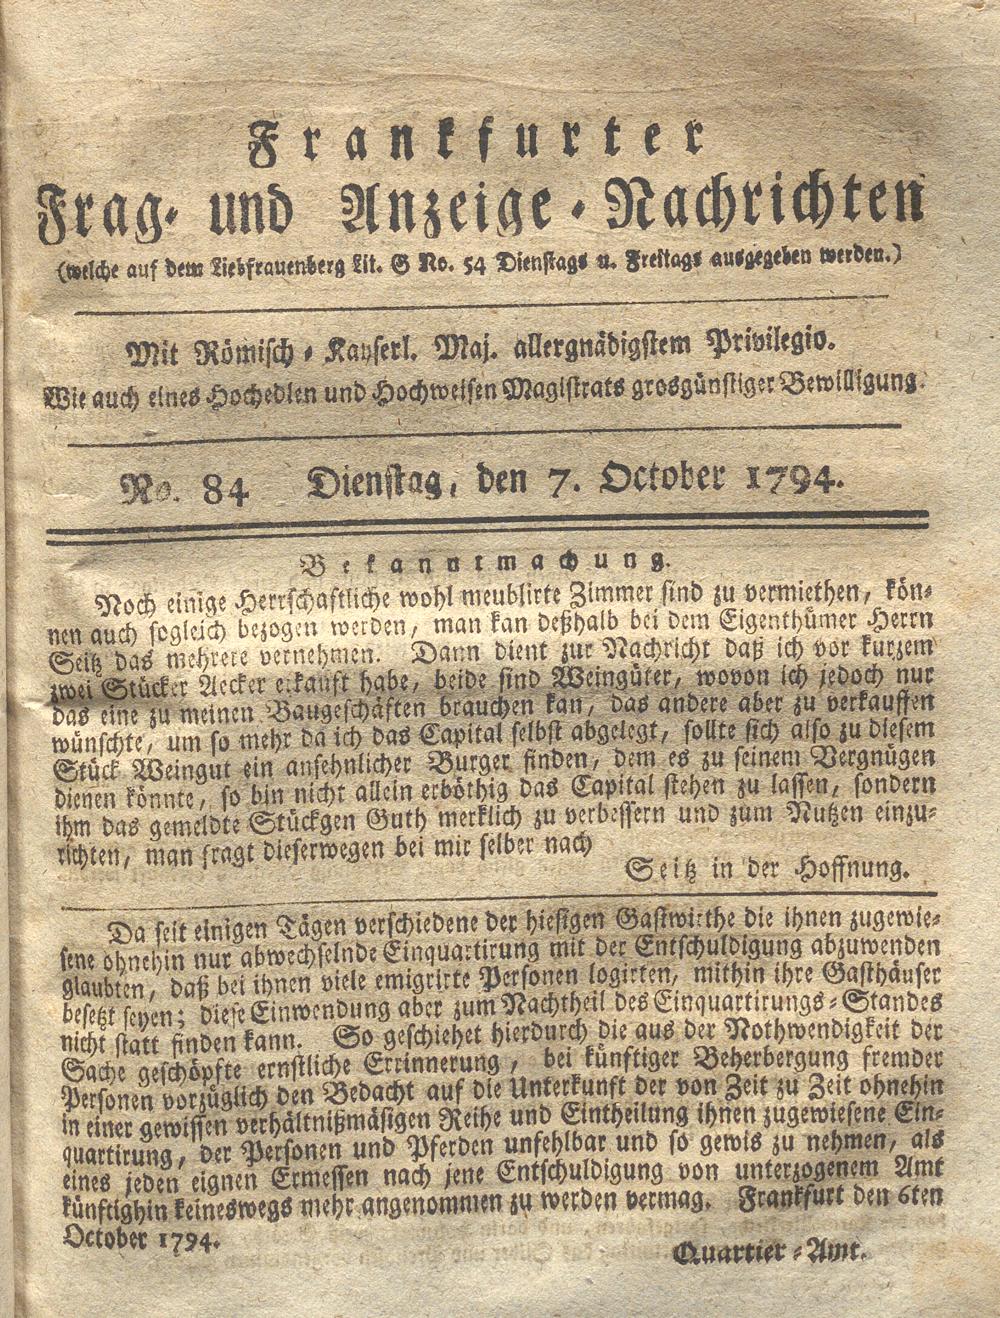 Frankfurter
Frag- und Anzeige-Nachrichten
(welche auf dem Liebfrauenberg Lit. G No. 54 Dienstags u. Freitags ausgegeben werden.)
Mit Römisch-Kayserl. Maj. allergnädigstem Privilegio.
Wie auch eines Hochedlen und Hochweisen Magistrats grosgünstiger Bewilligung.
No. 84 Dienstag, den 7. October 1794.
Bekanntmachung.
Noch einige Herrschaftliche wohl meublirte Zimmer sind zu vermiethen, kön-
nen auch sogleich bezogen werden, man kan deßhalb bei dem Eigenthümer Herrn
Seitz das mehrere vernehmen. Dann dient zur Nachricht daß ich vor kurzem
zwei Stücker Aecker erkauft habe, beide sind Weingüter, wovon ich jedoch nur
das eine zu meinen Baugeschäften brauchen kan, das andere aber zu verkauffen
wünschte, um so mehr da ich das Capital selbst abgelegt, sollte sich also zu diesem
Stück Weingut ein ansehnlicher Burger finden, dem es zu seinem Vergnügen
dienen könnte, so bin nicht allein erböthig das Capital stehen zu lassen, sondern
ihm das gemeldte Stückgen Guth merklich zu verbessern und zum Nutzen einzu-
richten, man fragt dieserwegen bei mir selber nach
Seitz in der Hoffnung.
Da seit einigen Tägen verschiedene der hiesigen Gastwirthe die ihnen zugewie-
sene ohnehin nur abwechselnde Einquartirung mit der Entschuldigung abzuwenden
glaubten, daß bei ihnen viele emigrirte Personen logirten, mithin ihre Gasthäuser
besetzt seyen; diese Einwendung aber zum Nachtheil des Einquartirungs-Standes
nicht statt finden kann. So geschiehet hierdurch die aus der Nothwendigkeit der
Sache geschöpfte ernstliche Errinnerung, bei künftiger Beherbergung fremder
Personen vorzüglich den Bedacht auf die Unterkunft der von Zeit zu Zeit ohnehin
in einer gewissen verhältnißmäsigen Reihe und Eintheilung ihnen zugewiesene Ein-
quartirung, der Personen und Pferden unfehlbar und so gewis zu nehmen, als
eines jeden eignen Ermessen nach jene Entschuldigung von unterzogenem Amt
künftighin keineswegs mehr angenommen zu werden vermag. Frankfurt den 6ten
October 1794.
Quartier-Amt.